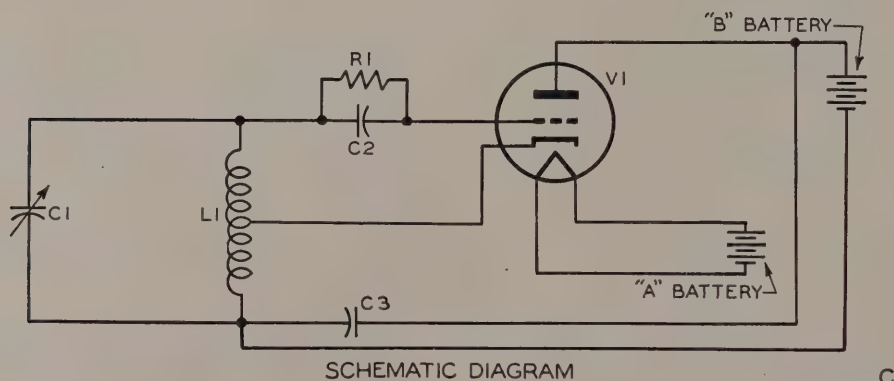 "B" BATTERY
R1
V1
C2
C1
L1
"A" BATTERY
C3
SCHEMATIC DIAGRAM